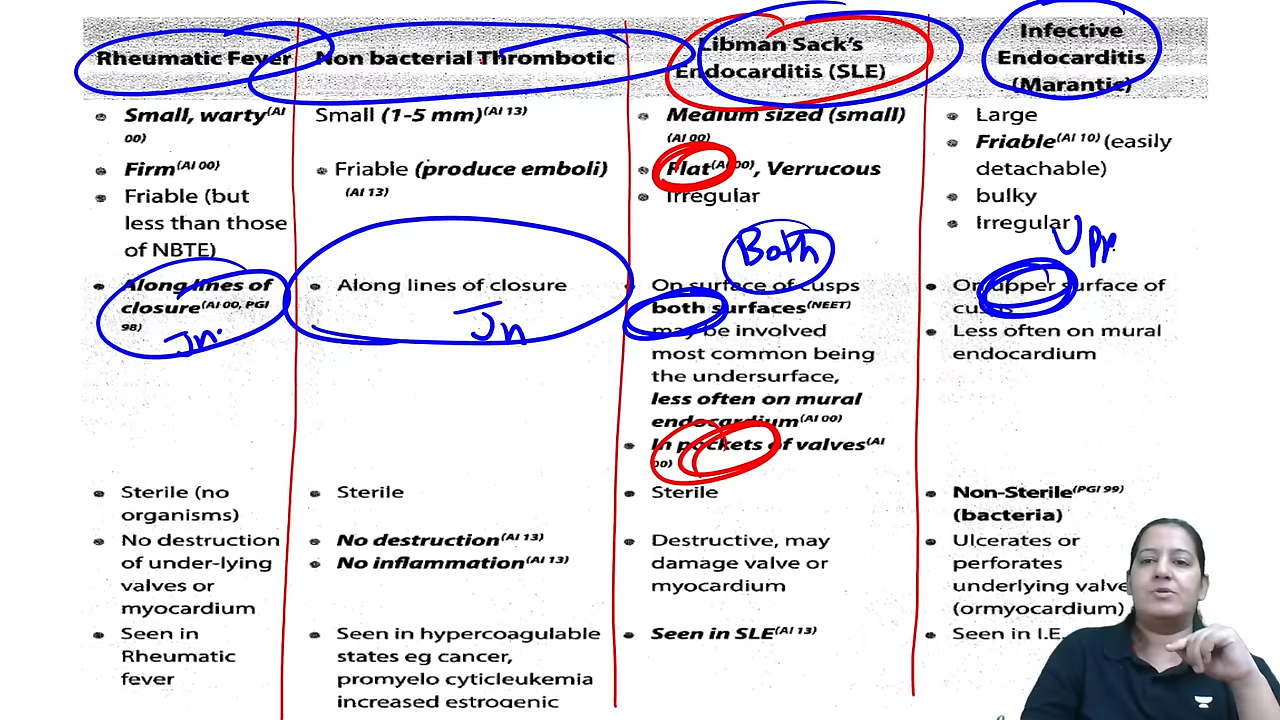 Rheumatic Fever
Non bacterial Thrombotic
Libman Sack's
Endocarditis (SLE)
Infective
Endocarditis
(Marantic)
Small, warty(AI
00)
Firm(AI 00)
Friable (but
less than those
of NBTE)
Along lines of
closure(AI 00, PGI
98)
Jn.
Sterile (no
organisms)
No destruction
of under-lying
valves or
myocardium
Seen in
Rheumatic
fever
Small (1-5 mm)(AI 13)
Friable (produce emboli)
(AI 13)
Along lines of closure
Jn
Sterile
No destruction(AI 13)
No inflammation(AI 13)
Seen in hypercoagulable
states eg cancer,
promyelo cyticleukemia
increased estrogenic
Medium sized (small)
(AI 00)
Flat(AI 00), Verrucous
Irregular
Both
On surface of cusps
both surfaces(NEET)
may be involved
most common being
the undersurface,
less often on mural
endocardium(AI 00)
In pockets of valves(AI
00)
Sterile
Destructive, may
damage valve or
myocardium
Seen in SLE(AI 13)
Large
Friable(AI 10) (easily
detachable)
bulky
Irregular
Upp
On upper surface of
cusps
Less often on mural
endocardium
Non-Sterile(PGI 99)
(bacteria)
Ulcerates or
perforates
underlying valve
(ormyocardium)
Seen in I.E.